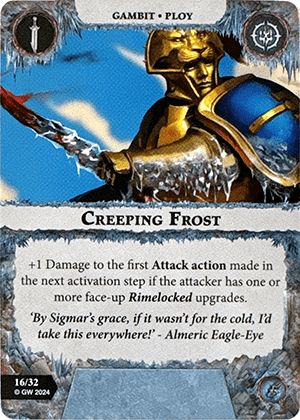 GAMBIT • PLOY
CREEPING FROST
+1 Damage to the first Attack action made in
the next activation step if the attacker has one or
more face-up Rimelocked upgrades.
‘By Sigmar's grace, if it wasn't for the cold, I'd
take this everywhere!’ - Almeric Eagle-Eye
16/32
© GW 2024